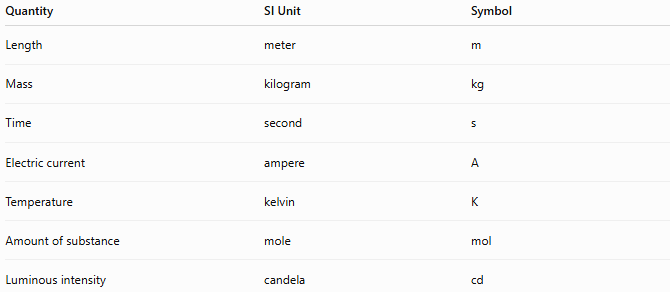 Quantity SI Unit Symbol
Length meter m
Mass kilogram kg
Time second s
Electric current ampere A
Temperature kelvin K
Amount of substance mole mol
Luminous intensity candela cd